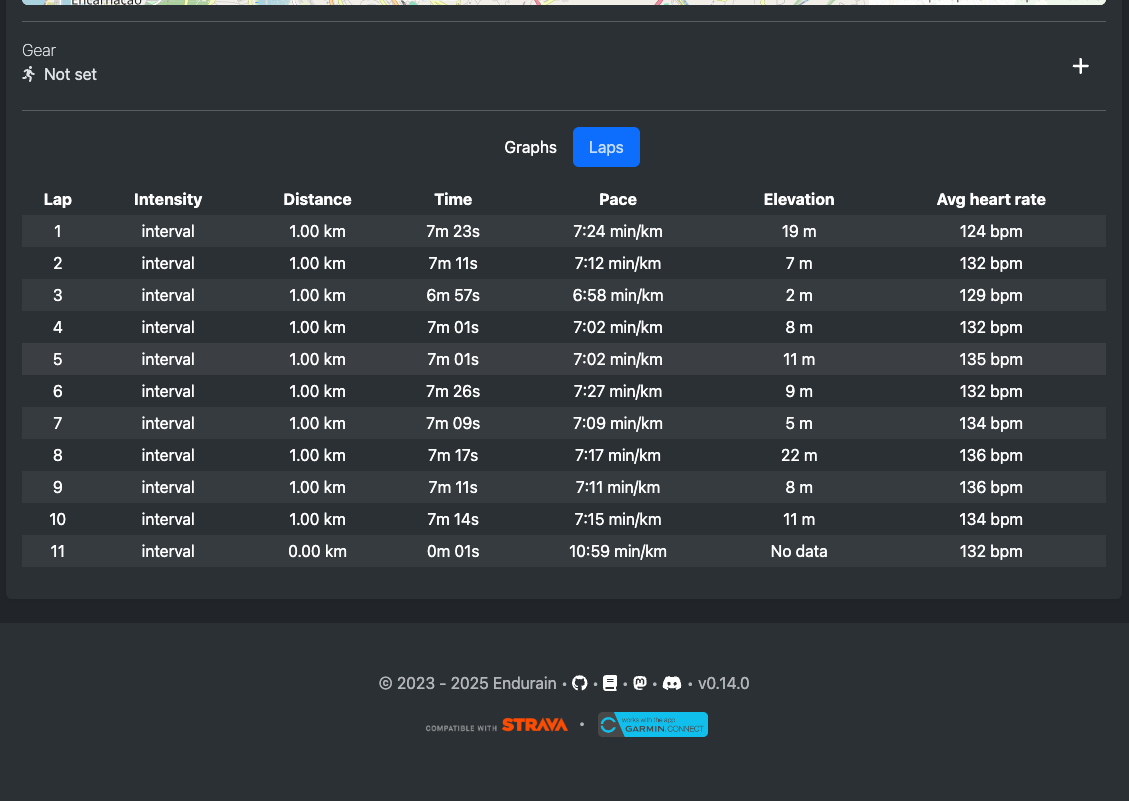 Encarnação
Gear
Not set
Graphs Laps
Lap Intensity Distance Time Pace Elevation Avg heart rate
1 interval 1.00 km 7m 23s 7:24 min/km 19 m 124 bpm
2 interval 1.00 km 7m 11s 7:12 min/km 7 m 132 bpm
3 interval 1.00 km 6m 57s 6:58 min/km 2 m 129 bpm
4 interval 1.00 km 7m 01s 7:02 min/km 8 m 132 bpm
5 interval 1.00 km 7m 01s 7:02 min/km 11 m 135 bpm
6 interval 1.00 km 7m 26s 7:27 min/km 9 m 132 bpm
7 interval 1.00 km 7m 09s 7:09 min/km 5 m 134 bpm
8 interval 1.00 km 7m 17s 7:17 min/km 22 m 136 bpm
9 interval 1.00 km 7m 11s 7:11 min/km 8 m 136 bpm
10 interval 1.00 km 7m 14s 7:15 min/km 11 m 134 bpm
11 interval 0.00 km 0m 01s 10:59 min/km No data 132 bpm
© 2023 - 2025 Endurain • • • • • v0.14.0
COMPATIBLE WITH STRAVA • works with the app
GARMIN. CONNECT